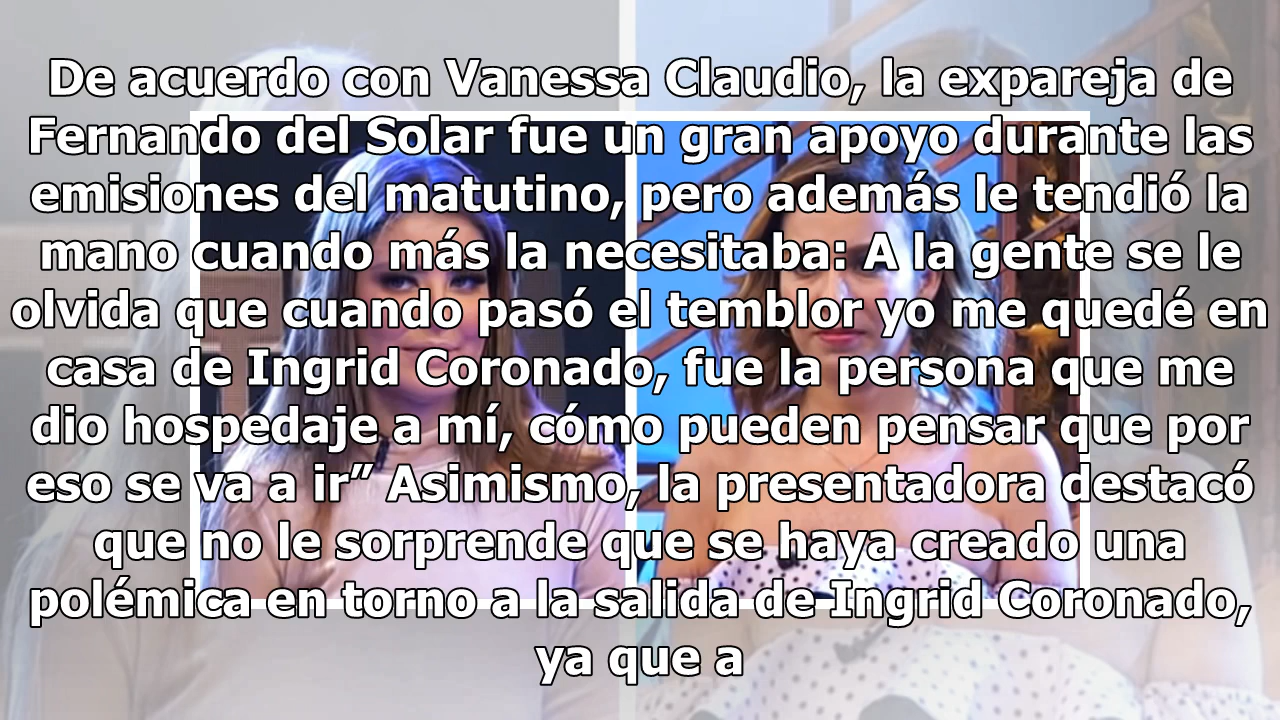 De acuerdo con Vanessa Claudio, la expareja de
Fernando del Solar fue un gran apoyo durante las
emisiones del matutino, pero además le tendió la
mano cuando más la necesitaba: A la gente se le
olvida que cuando pasó el temblor yo me quedé en
casa de Ingrid Coronado, fue la persona que me
dio hospedaje a mí, cómo pueden pensar que por
eso se va a ir” Asimismo, la presentadora destacó
que no le sorprende que se haya creado una
polémica en torno a la salida de Ingrid Coronado,
ya que a